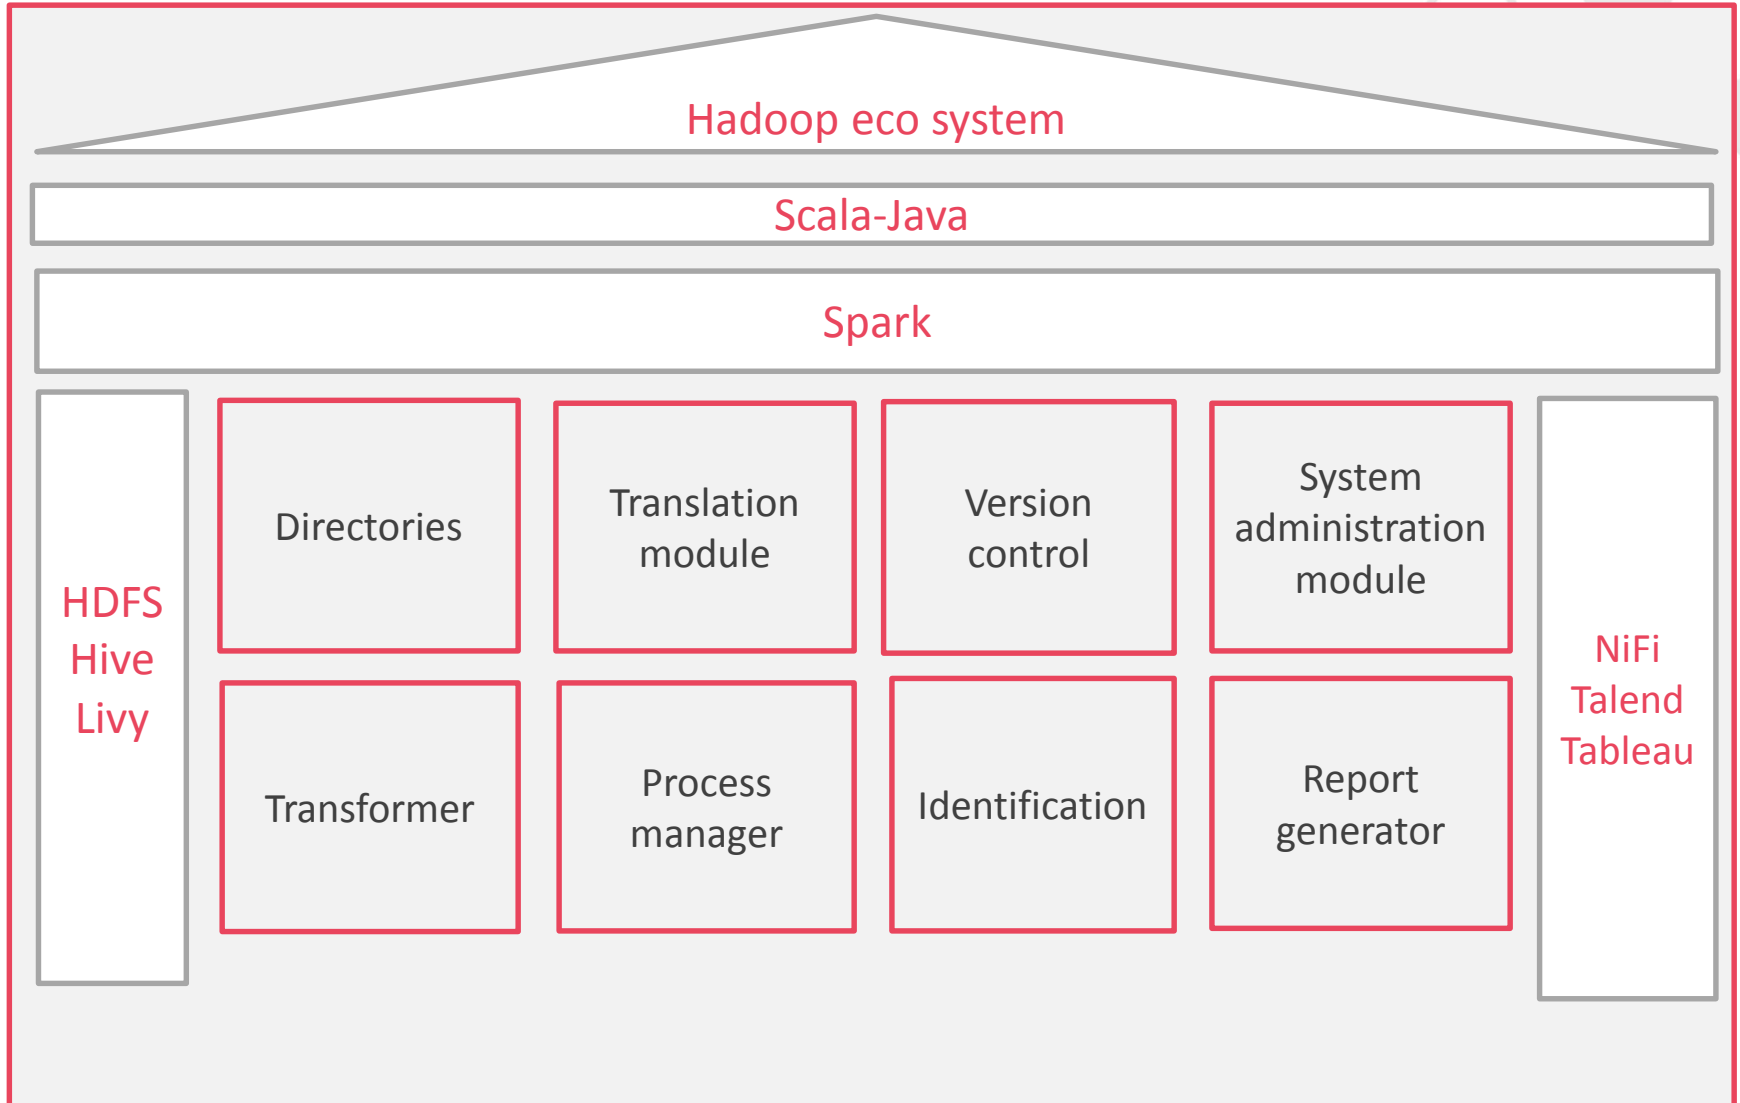 Hadoop eco system
Scala-Java
Spark
HDFS
Hive
Livy
Directories
Translation
module
Version
control
System
administration
module
Transformer
Process
manager
Identification
Report
generator
NiFi
Talend
Tableau